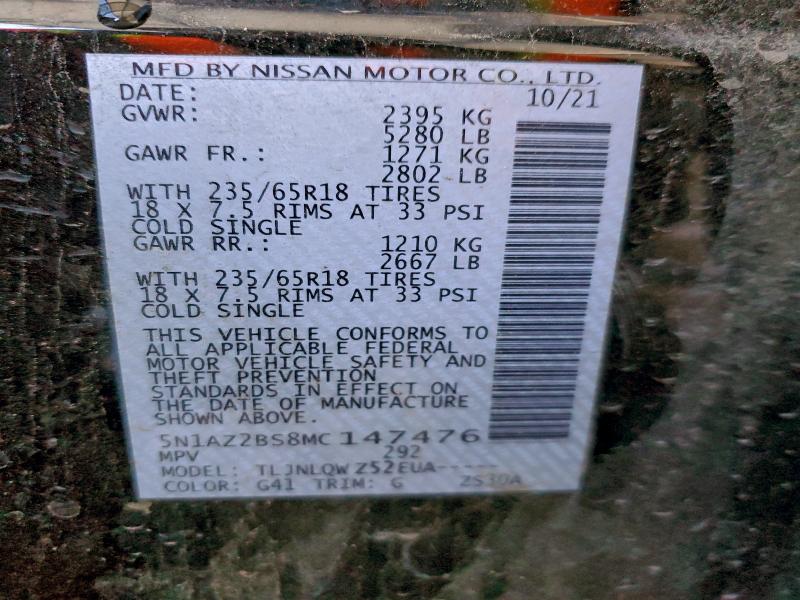 MFD BY NISSAN MOTOR CO., LTD.
DATE: 10/21
GVWR: 2395 KG
5280 LB
GAWR FR.: 1271 KG
2802 LB
WITH 235/65R18 TIRES
18 X 7.5 RIMS AT 33 PSI
COLD SINGLE
GAWR RR.: 1210 KG
2667 LB
WITH 235/65R18 TIRES
18 X 7.5 RIMS AT 33 PSI
COLD SINGLE
THIS VEHICLE CONFORMS TO
ALL APPLICABLE FEDERAL
MOTOR VEHICLE SAFETY AND
THEFT PREVENTION
STANDARDS IN EFFECT ON
THE DATE OF MANUFACTURE
SHOWN ABOVE.
5N1AZ2BS8MC147476
MPV 292
MODEL: TLJNLQW Z52EUA-----
COLOR: G41 TRIM: G ZS30A